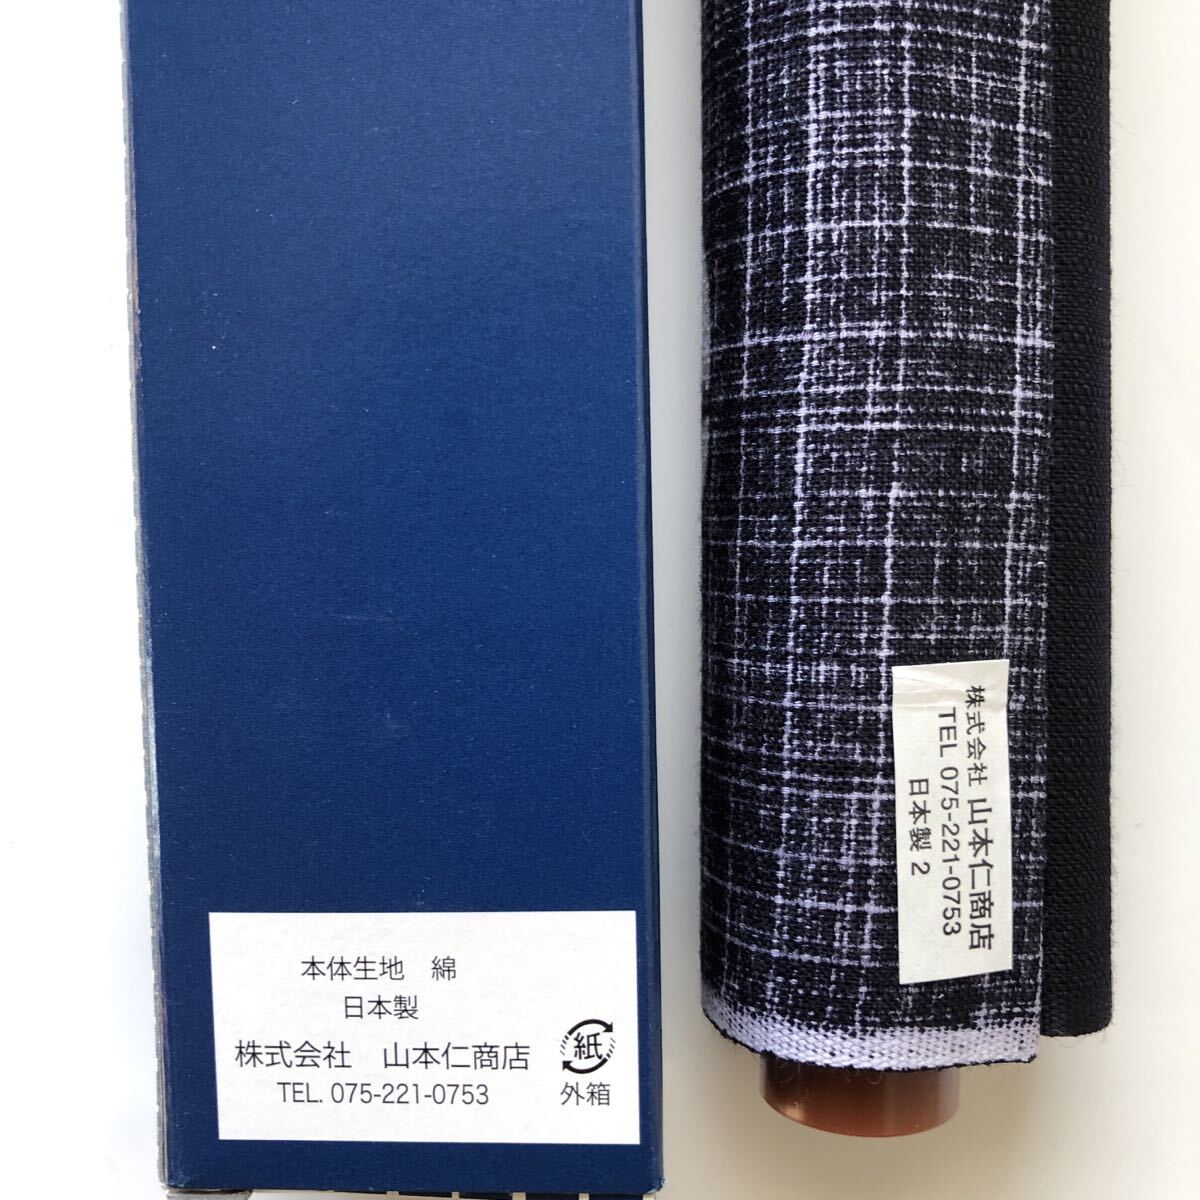 本体生地　綿
日本製
株式会社　山本仁商店
TEL. 075-221-0753
紙
外箱
株式会社 山本仁商店
TEL 075-221-0753
日本製 2